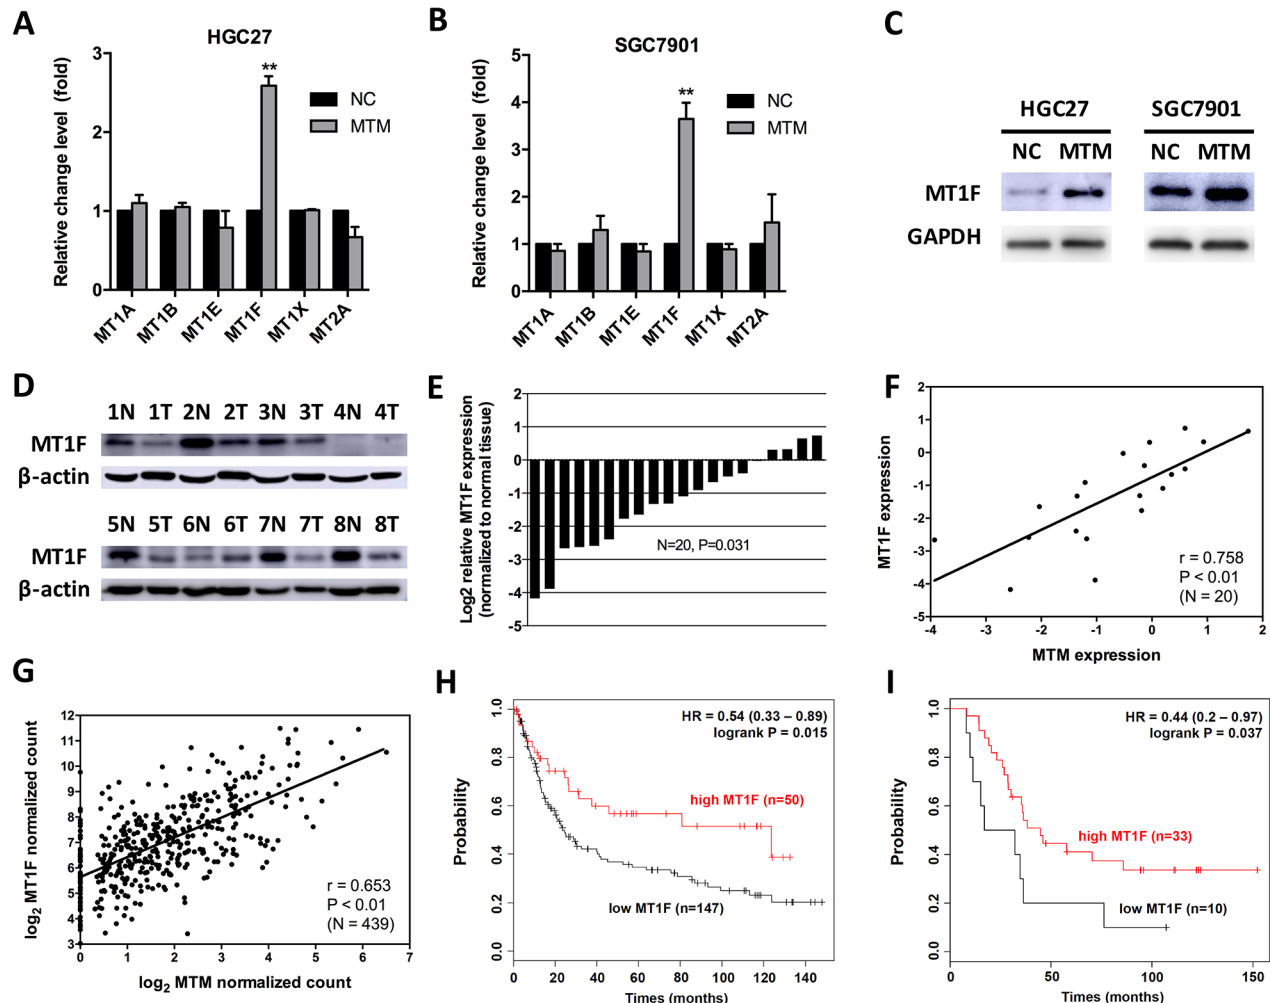 A
HGC27
Relative change level (fold)
3
2
1
0
NC
MTM
**
MT1A
MT1B
MT1E
MT1F
MT1X
MT2A
B
SGC7901
Relative change level (fold)
5
4
3
2
1
0
NC
MTM
**
MT1A
MT1B
MT1E
MT1F
MT1X
MT2A
C
HGC27 SGC7901
NC MTM NC MTM
MT1F
GAPDH
D
1N 1T 2N 2T 3N 3T 4N 4T
MT1F
β-actin
5N 5T 6N 6T 7N 7T 8N 8T
MT1F
β-actin
E
Log2 relative MT1F expression
(normalized to normal tissue)
2
1
0
-1
-2
-3
-4
-5
N=20, P=0.031
F
MT1F expression
2
1
0
-1
-2
-3
-4
-5
r = 0.758
P < 0.01
(N = 20)
-4 -3 -2 -1 0 1 2
MTM expression
G
log2 MT1F normalized count
12
11
10
9
8
7
6
5
4
3
r = 0.653
P < 0.01
(N = 439)
0 1 2 3 4 5 6 7
log2 MTM normalized count
H
Probability
1.0
0.8
0.6
0.4
0.2
0.0
HR = 0.54 (0.33 – 0.89)
logrank P = 0.015
high MT1F (n=50)
low MT1F (n=147)
0 20 40 60 80 100 120 140
Times (months)
I
Probability
1.0
0.8
0.6
0.4
0.2
0.0
HR = 0.44 (0.2 – 0.97)
logrank P = 0.037
high MT1F (n=33)
low MT1F (n=10)
0 50 100 150
Times (months)